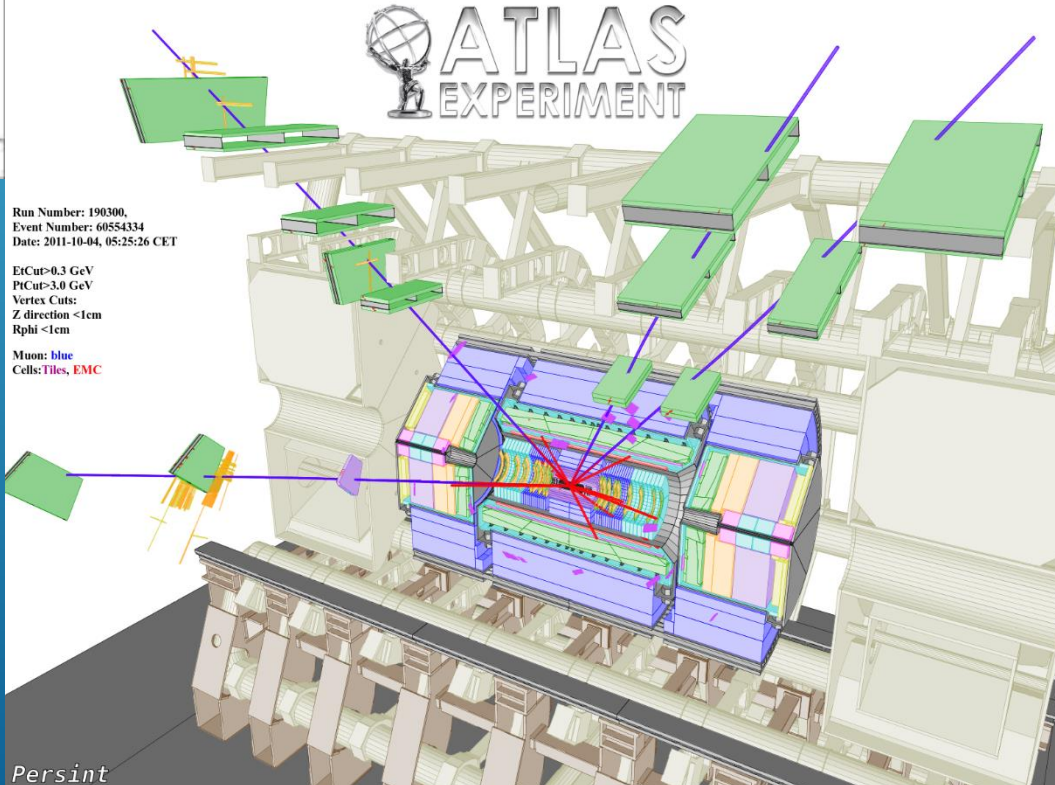 ATLAS
EXPERIMENT
Run Number: 190300,
Event Number: 60554334
Date: 2011-10-04, 05:25:26 CET
EtCut>0.3 GeV
PtCut>3.0 GeV
Vertex Cuts:
Z direction <1cm
Rphi <1cm
Muon: blue
Cells:Tiles, EMC
Persint